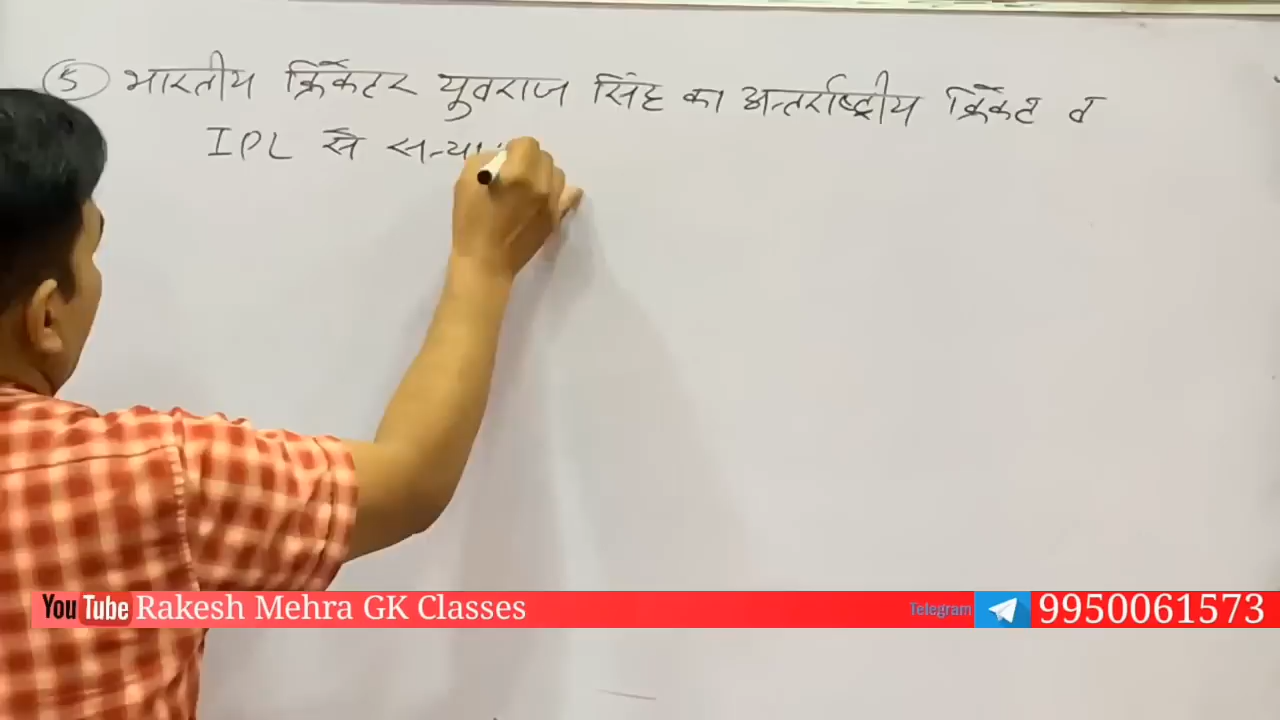 5 भारतीय क्रिकेटर युवराज सिंह का अन्तर्राष्ट्रीय क्रिकेट व
IPL से
YouTube Rakesh Mehra GK Classes
Telegram 9950061573